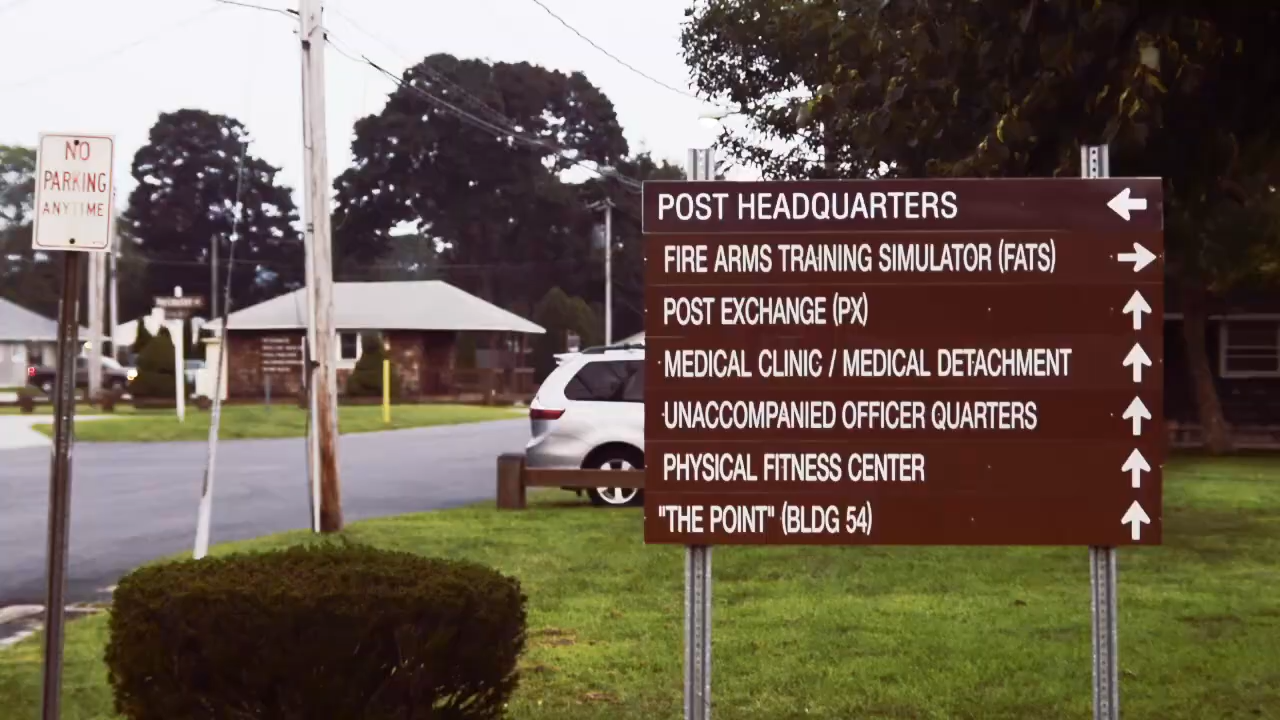 NO
PARKING
ANYTIME
POST HEADQUARTERS
FIRE ARMS TRAINING SIMULATOR (FATS)
POST EXCHANGE (PX)
MEDICAL CLINIC / MEDICAL DETACHMENT
UNACCOMPANIED OFFICER QUARTERS
PHYSICAL FITNESS CENTER
"THE POINT" (BLDG 54)